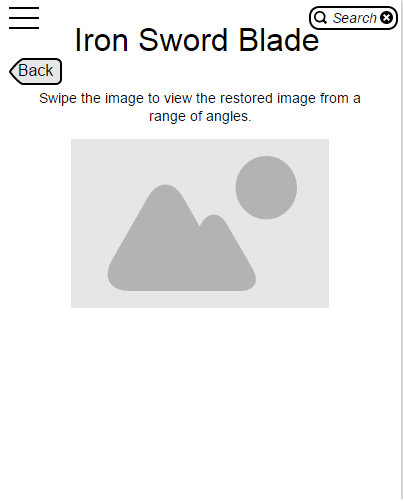 Search
Iron Sword Blade
Back
Swipe the image to view the restored image from a
range of angles.